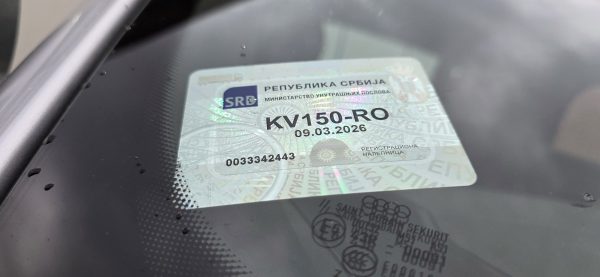 РЕПУБЛИКА СРБИЈА
МИНИСТАРСТВО УНУТРАШЊИХ ПОСЛОВА
SRB
KV150-RO
09.03.2026
0033342443
РЕГИСТРАЦИОНА
НАЛЕПНИЦА
SAINT-GOBAIN SEKURIT